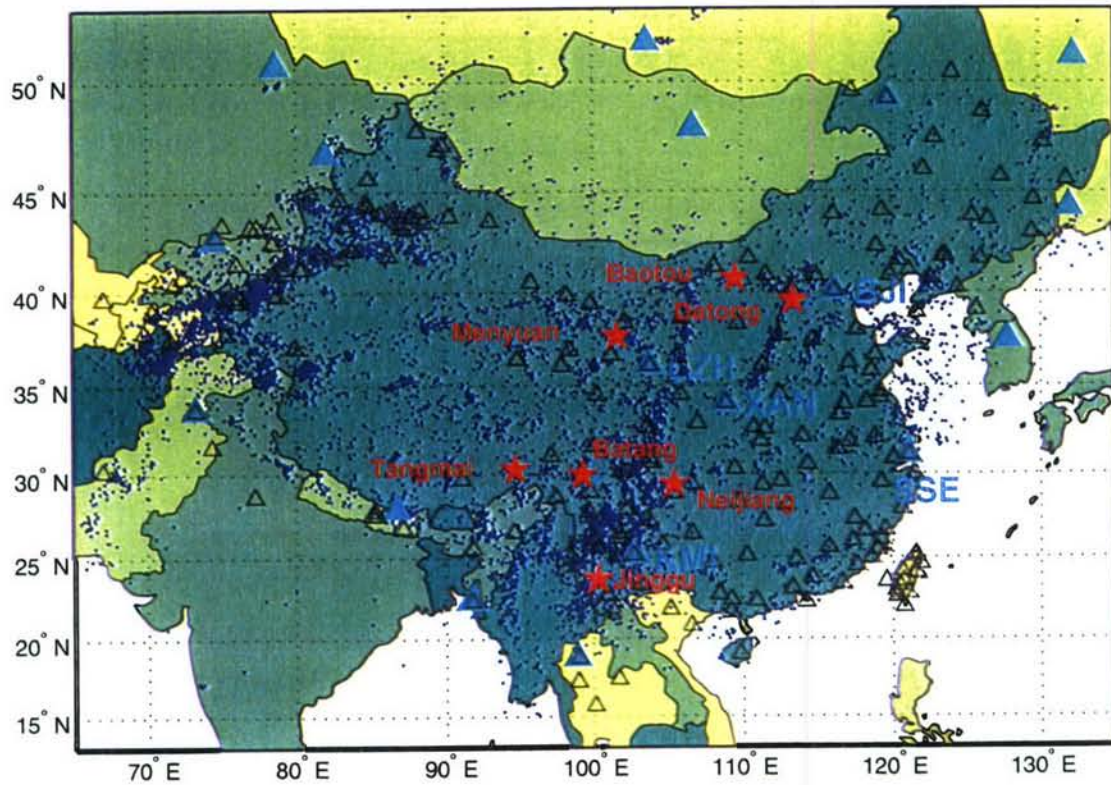 50° N
45° N
40° N
35° N
30° N
25° N
20° N
15° N
Baotou
BJI
Datong
Menyuan
LZH
XAN
Batang
Tangmai
Neijiang
SSE
KMI
Jinggu
70° E
80° E
90° E
100° E
110° E
120° E
130° E